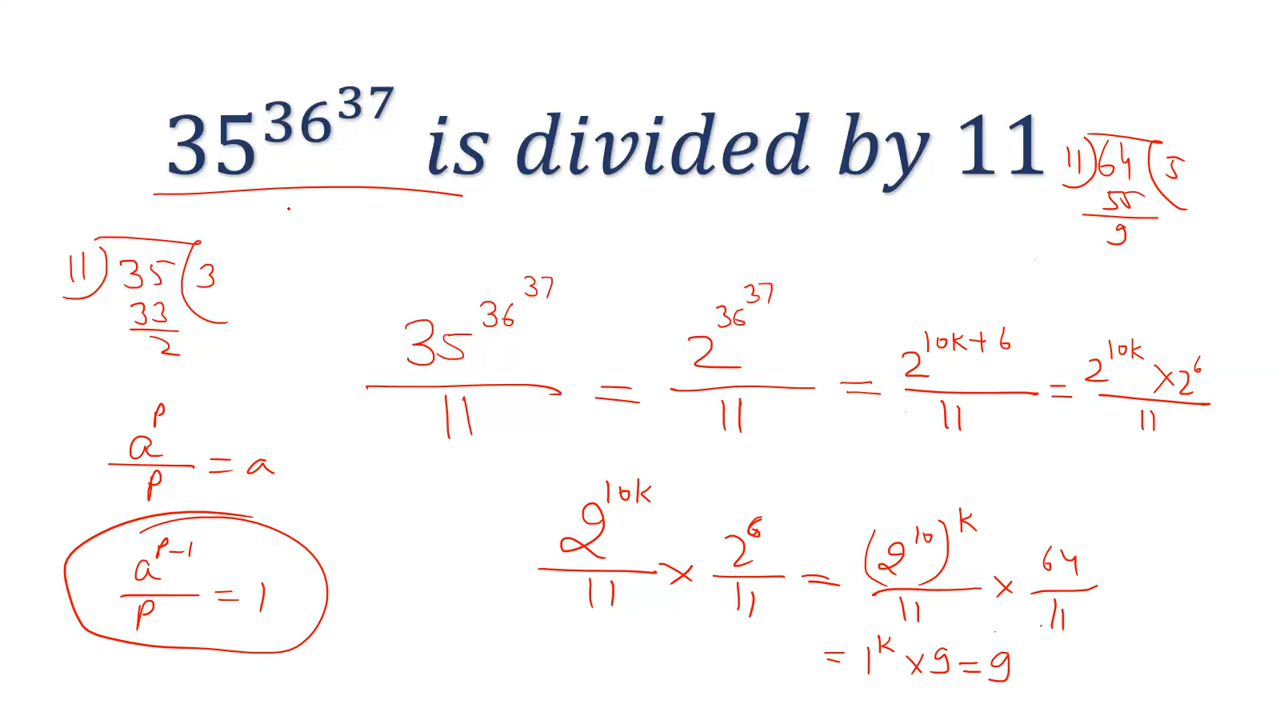 35^36^37 is divided by 11
11)64(5
55
9
11)35(3
33
2
35^36^37/11 = 2^36^37/11 = 2^10k+6/11 = 2^10k × 2^6/11
a^p/p = a
a^p-1/p = 1
2^10k/11 × 2^6/11 = (2^10)^k/11 × 64/11
= 1^k × 9 = 9